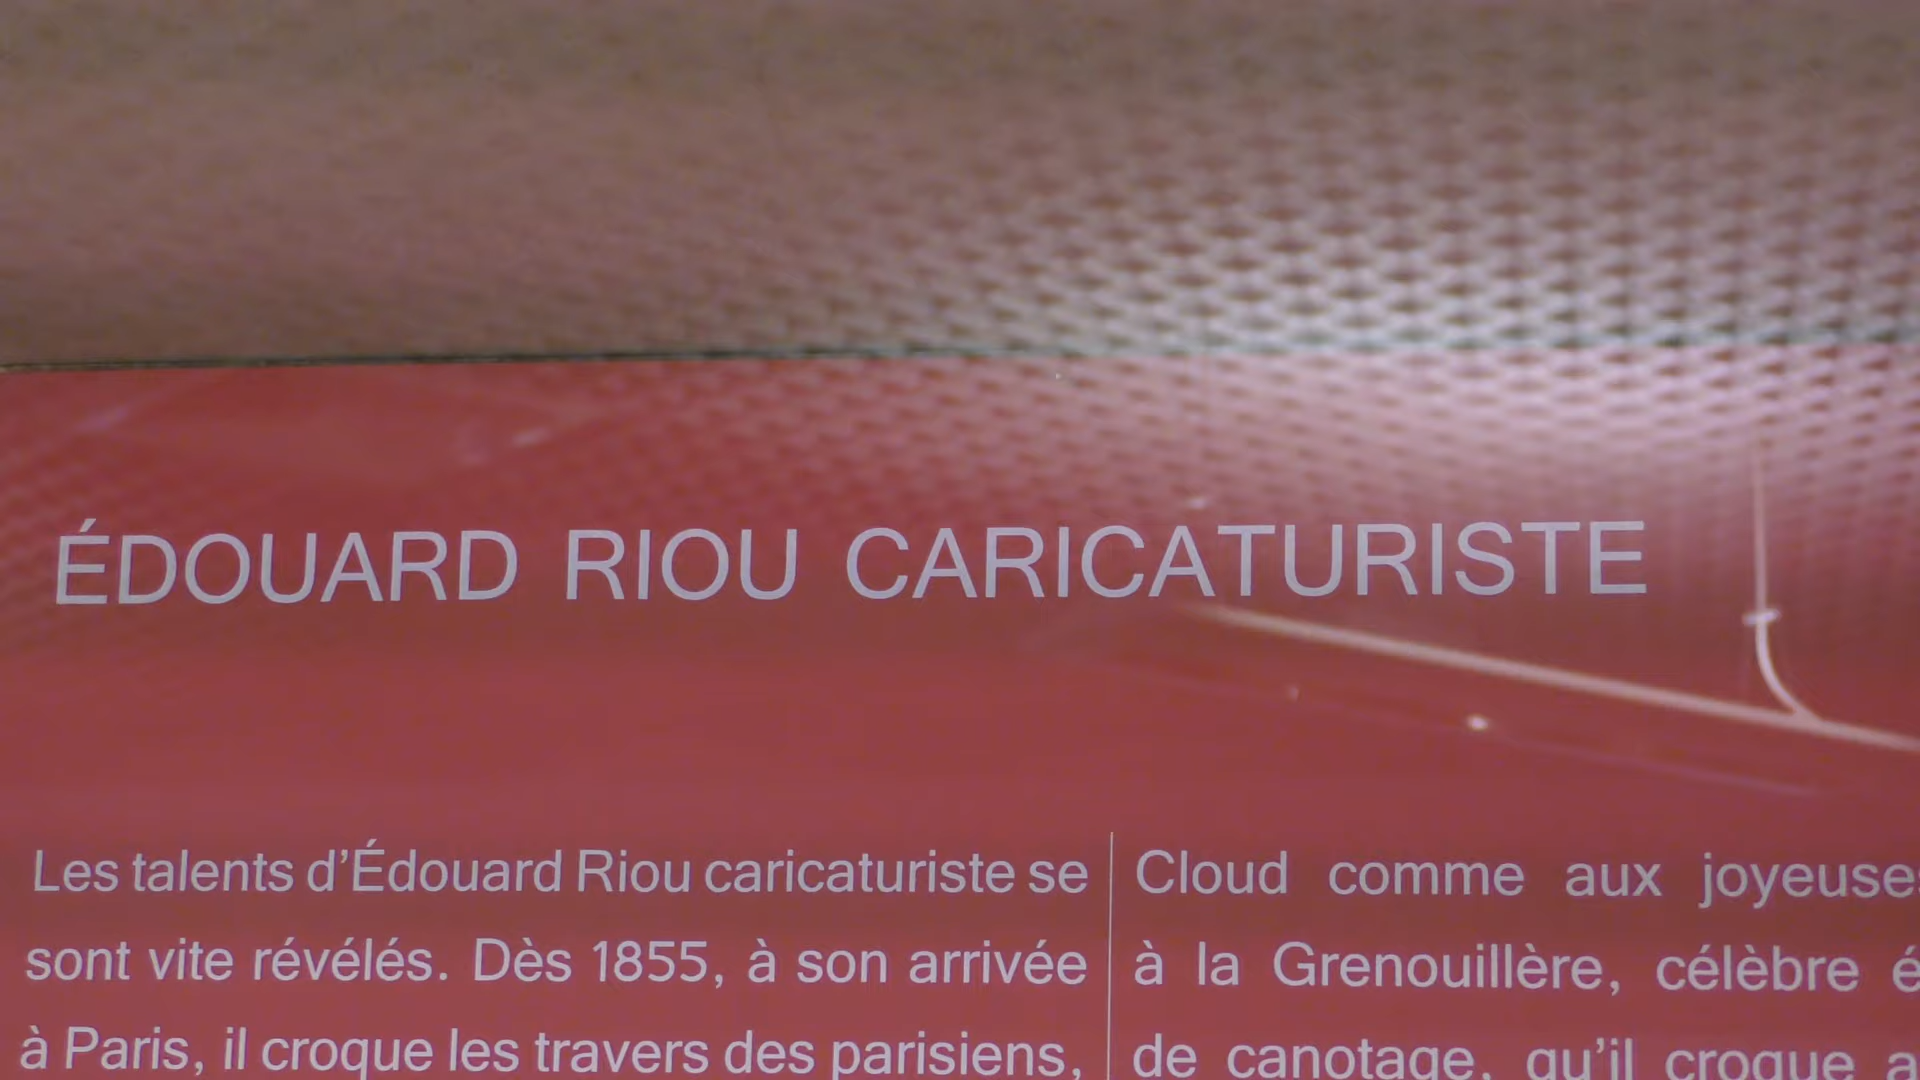 ÉDOUARD RIOU CARICATURISTE
Les talents d'Édouard Riou caricaturiste se
sont vite révélés. Dès 1855, à son arrivée
à Paris, il croque les travers des parisiens,
Cloud comme aux joyeuse
à la Grenouillère, célèbre
de canotage, qu'il croque